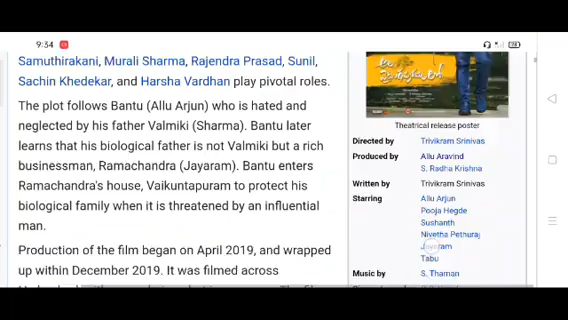 9:34
Samuthirakani, Murali Sharma, Rajendra Prasad, Sunil,
Sachin Khedekar, and Harsha Vardhan play pivotal roles.
The plot follows Bantu (Allu Arjun) who is hated and
neglected by his father Valmiki (Sharma). Bantu later
learns that his biological father is not Valmiki but a rich
businessman, Ramachandra (Jayaram). Bantu enters
Ramachandra's house, Vaikuntapuram to protect his
biological family when it is threatened by an influential
man.
Production of the film began on April 2019, and wrapped
up within December 2019. It was filmed across
Theatrical release poster
Directed by Trivikram Srinivas
Produced by Allu Aravind
S. Radha Krishna
Written by Trivikram Srinivas
Starring Allu Arjun
Pooja Hegde
Sushanth
Nivetha Pethuraj
Jayaram
Tabu
Music by S. Thaman